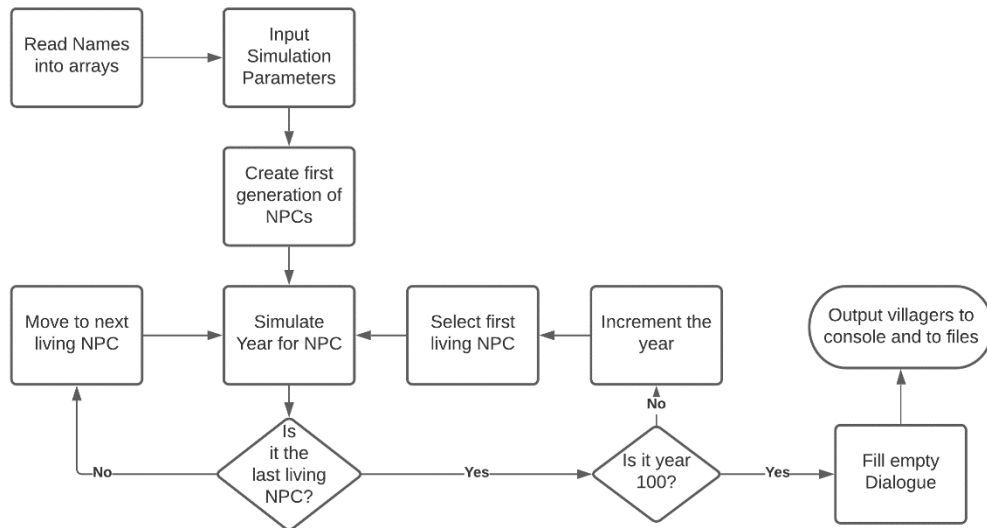 Read Names
into arrays
Input
Simulation
Parameters
Create first
generation of
NPCs
Move to next
living NPC
Simulate
Year for NPC
Select first
living NPC
Increment the
year
Output villagers to
console and to files
Is
it the
last living
NPC?
No
Yes
Is it year
100?
No
Yes
Fill empty
Dialogue